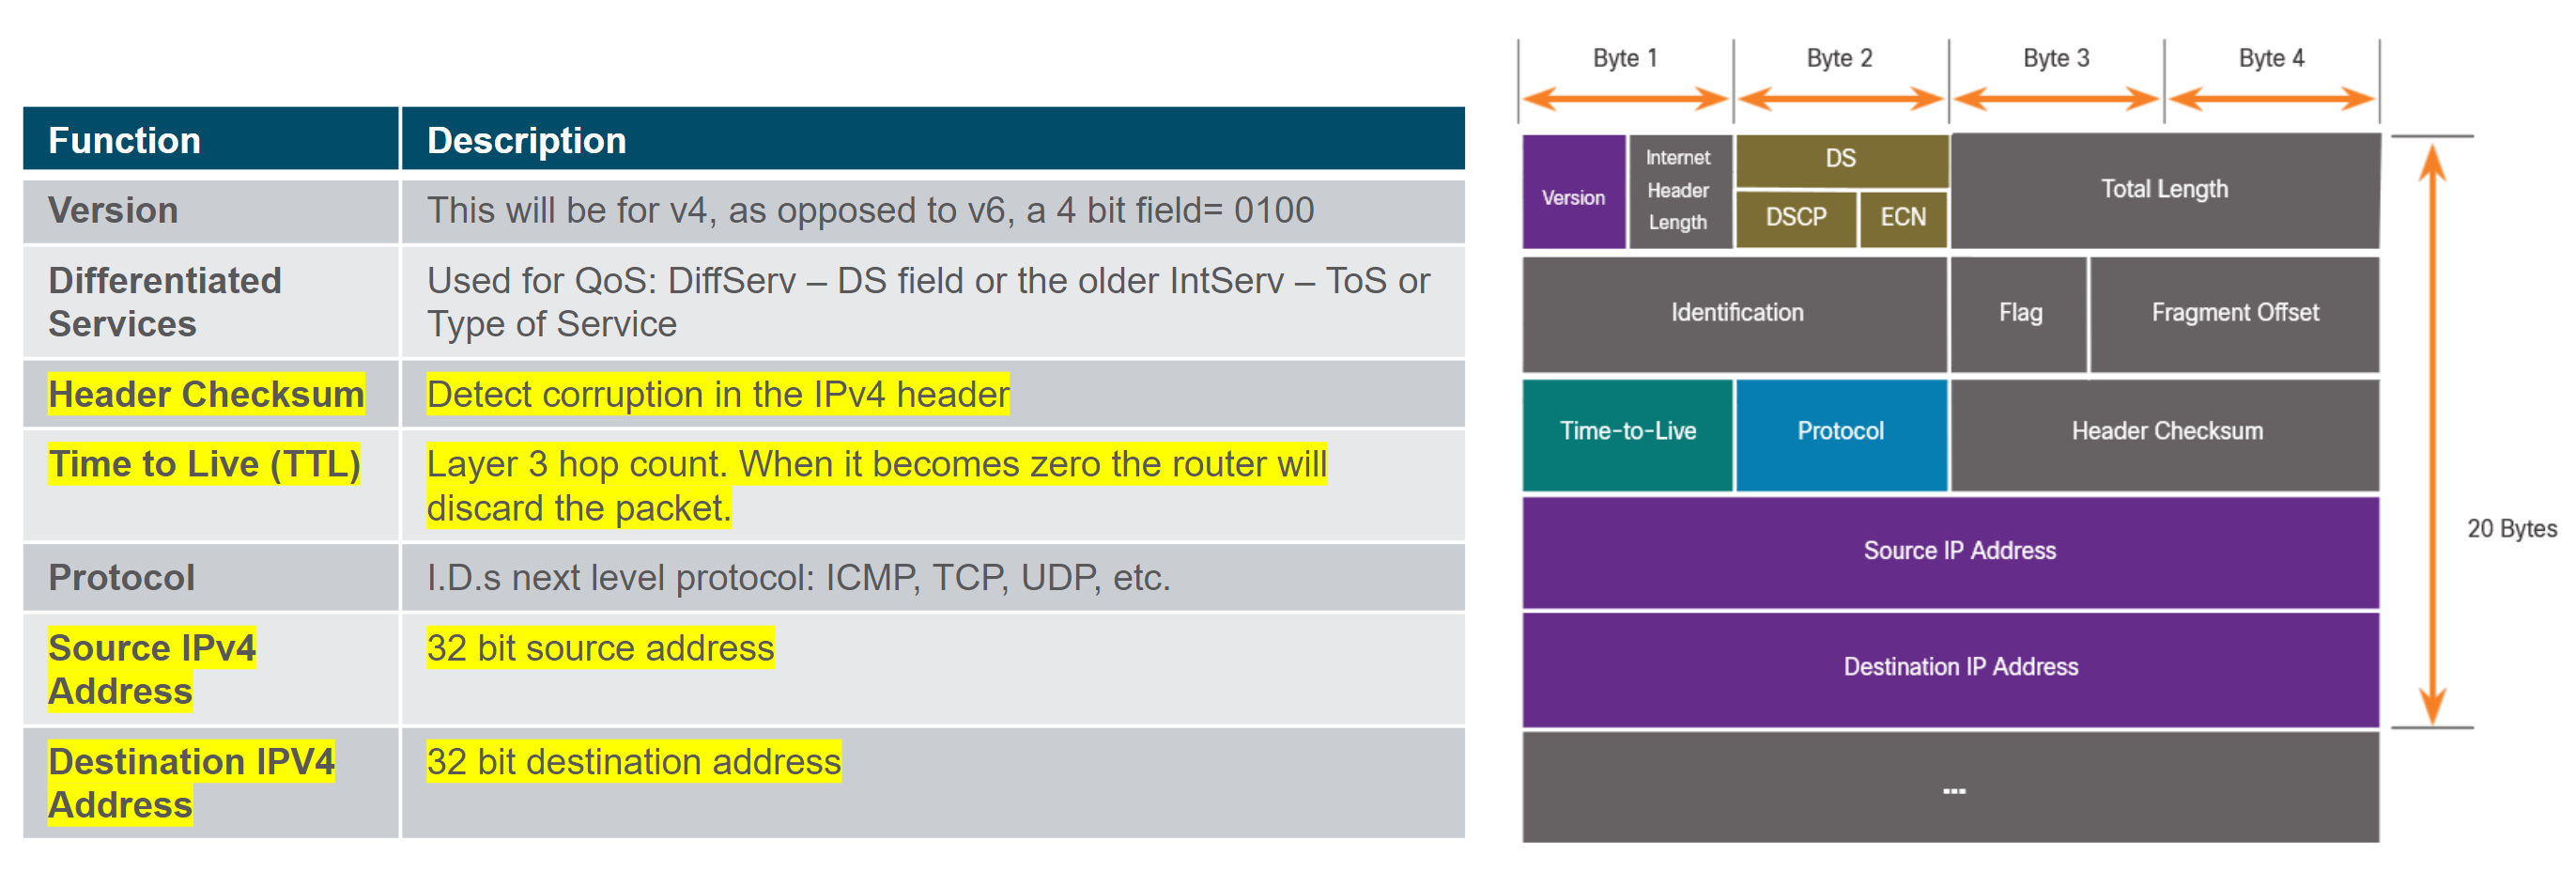 Function Description
Version This will be for v4, as opposed to v6, a 4 bit field= 0100
Differentiated Services Used for QoS: DiffServ – DS field or the older IntServ – ToS or
Type of Service
Header Checksum Detect corruption in the IPv4 header
Time to Live (TTL) Layer 3 hop count. When it becomes zero the router will
discard the packet.
Protocol I.D.s next level protocol: ICMP, TCP, UDP, etc.
Source IPv4
Address
32 bit source address
Destination IPV4
Address
32 bit destination address
Byte 1 Byte 2 Byte 3 Byte 4
Version
Internet
Header
Length
DS
DSCP ECN
Total Length
Identification Flag Fragment Offset
Time-to-Live Protocol Header Checksum
Source IP Address
Destination IP Address
...
20 Bytes